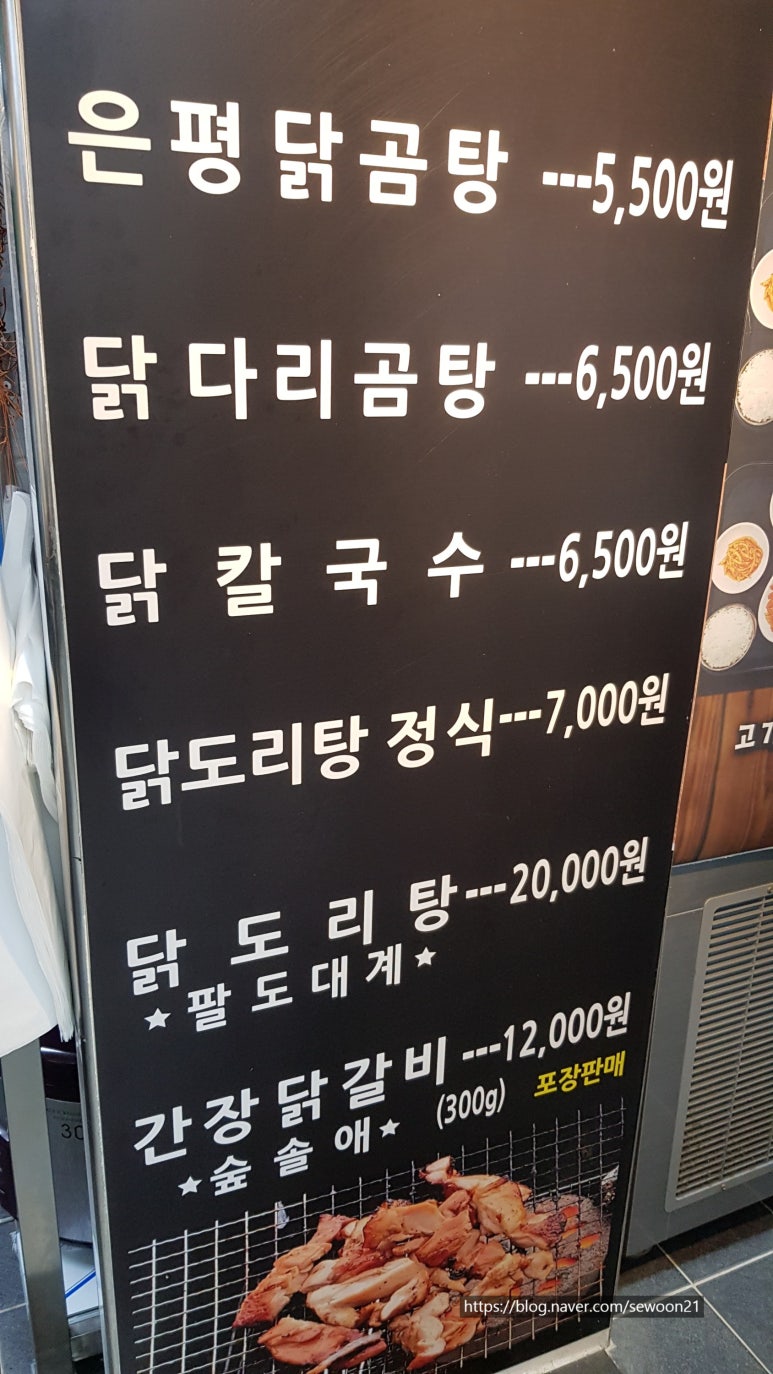 은평닭곰탕 ---5,500원
닭다리곰탕 ---6,500원
닭칼국수 ---6,500원
닭도리탕 정식---7,000원
닭도리탕---20,000원
★팔도대계★
간장닭갈비---12,000원
(300g) 포장판매
★숲솔애★
고기
30
https://blog.naver.com/sewoon21